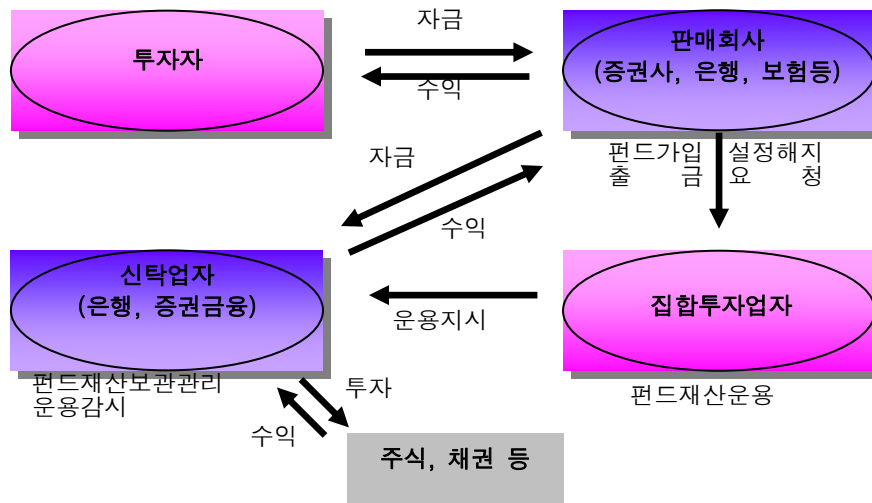 투자자
자금
수익
판매회사
(증권사, 은행, 보험등)
자금
수익
펀드가입
출 금
설정해지
요 청
신탁업자
(은행, 증권금융)
운용지시
집합투자업자
펀드재산보관관리
운용감시
펀드재산운용
투자
수익
주식, 채권 등